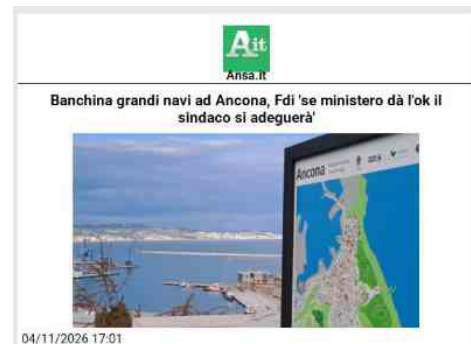 Ait
Ansa.it
Banchina grandi navi ad Ancona, Fdi 'se ministero dà l'ok il
sindaco si adeguerà'
Ancona
04/11/2026 17:01